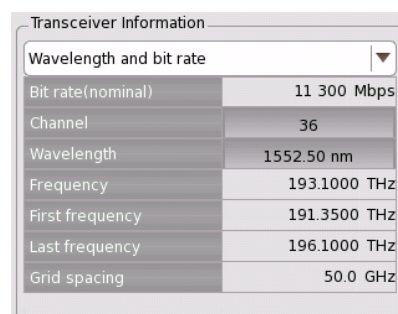 Transceiver Information
Wavelength and bit rate
Bit rate(nominal) 11 300 Mbps
Channel 36
Wavelength 1552.50 nm
Frequency 193.1000 THz
First frequency 191.3500 THz
Last frequency 196.1000 THz
Grid spacing 50.0 GHz